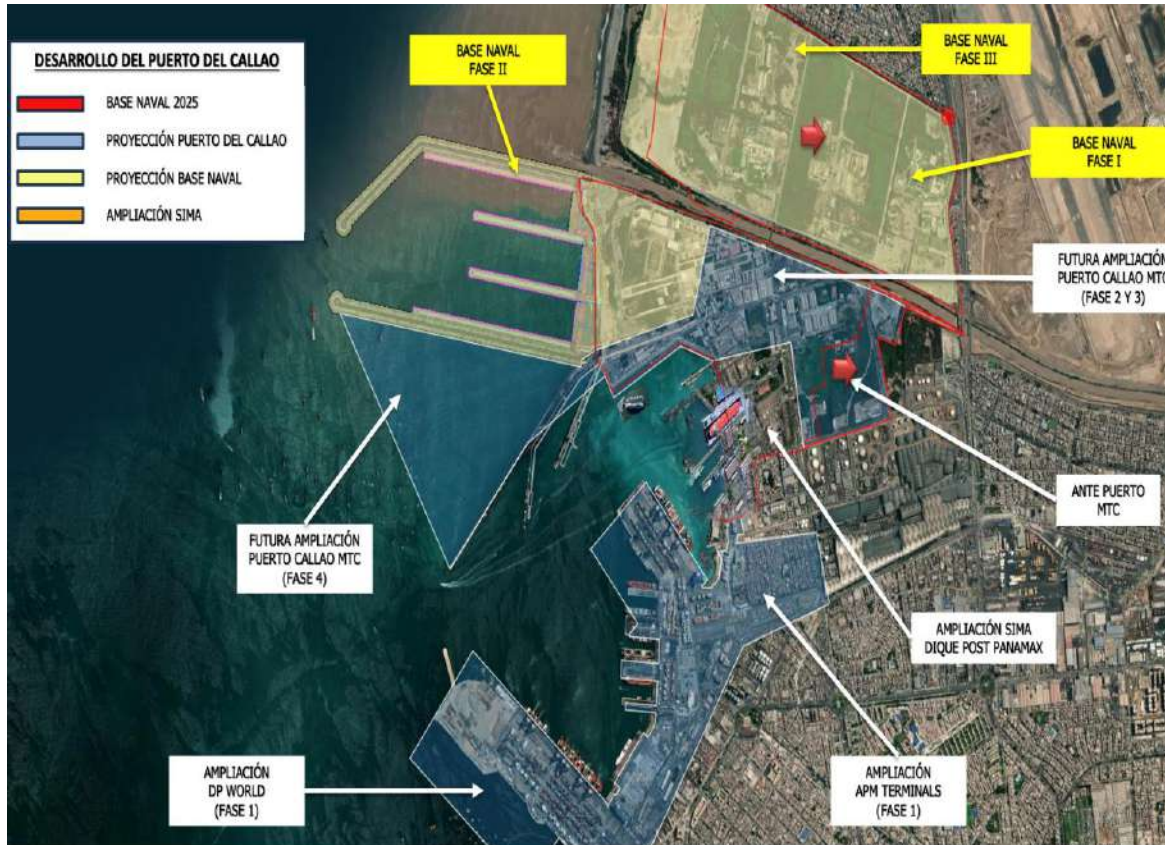 DESARROLLO DEL PUERTO DEL CALLAO
BASE NAVAL 2025
PROYECCIÓN PUERTO DEL CALLAO
PROYECCIÓN BASE NAVAL
AMPLIACIÓN SIMA
BASE NAVAL
FASE II
BASE NAVAL
FASE III
BASE NAVAL
FASE I
FUTURA AMPLIACIÓN
PUERTO CALLAO MTC
(FASE 2 Y 3)
ANTE PUERTO
MTC
FUTURA AMPLIACIÓN
PUERTO CALLAO MTC
(FASE 4)
AMPLIACIÓN SIMA
DIQUE POST PANAMAX
AMPLIACIÓN
DP WORLD
(FASE 1)
AMPLIACIÓN
APM TERMINALS
(FASE 1)